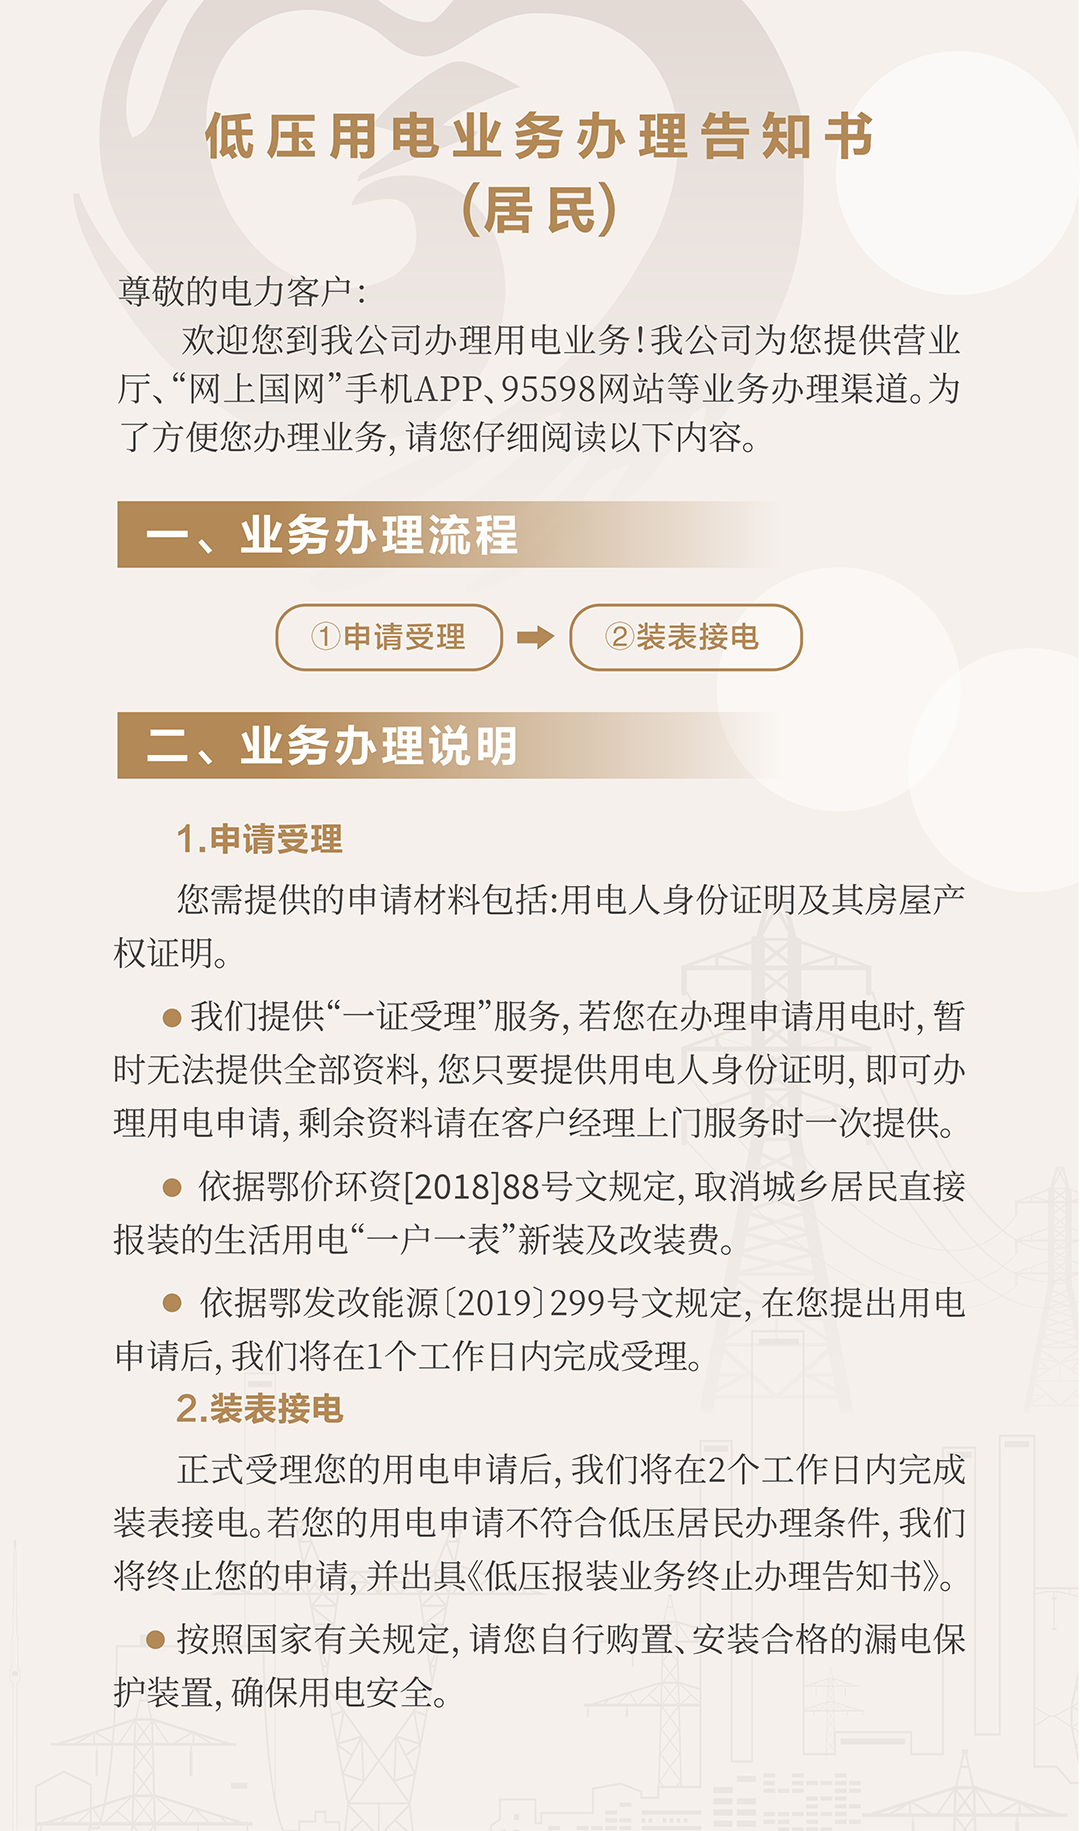 低压用电业务办理告知书
(居民)
尊敬的电力客户：
欢迎您到我公司办理用电业务！我公司为您提供营业
厅、“网上国网”手机APP、95598网站等业务办理渠道。为
了方便您办理业务，请您仔细阅读以下内容。
一、业务办理流程
①申请受理 ②装表接电
二、业务办理说明
1.申请受理
您需提供的申请材料包括:用电人身份证明及其房屋产
权证明。
●我们提供“一证受理”服务，若您在办理申请用电时，暂
时无法提供全部资料，您只要提供用电人身份证明，即可办
理用电申请，剩余资料请在客户经理上门服务时一次提供。
● 依据鄂价环资[2018]88号文规定，取消城乡居民直接
报装的生活用电“一户一表”新装及改装费。
● 依据鄂发改能源〔2019〕299号文规定，在您提出用电
申请后，我们将在1个工作日内完成受理。
2.装表接电
正式受理您的用电申请后，我们将在2个工作日内完成
装表接电。若您的用电申请不符合低压居民办理条件，我们
将终止您的申请，并出具《低压报装业务终止办理告知书》。
●按照国家有关规定，请您自行购置、安装合格的漏电保
护装置，确保用电安全。